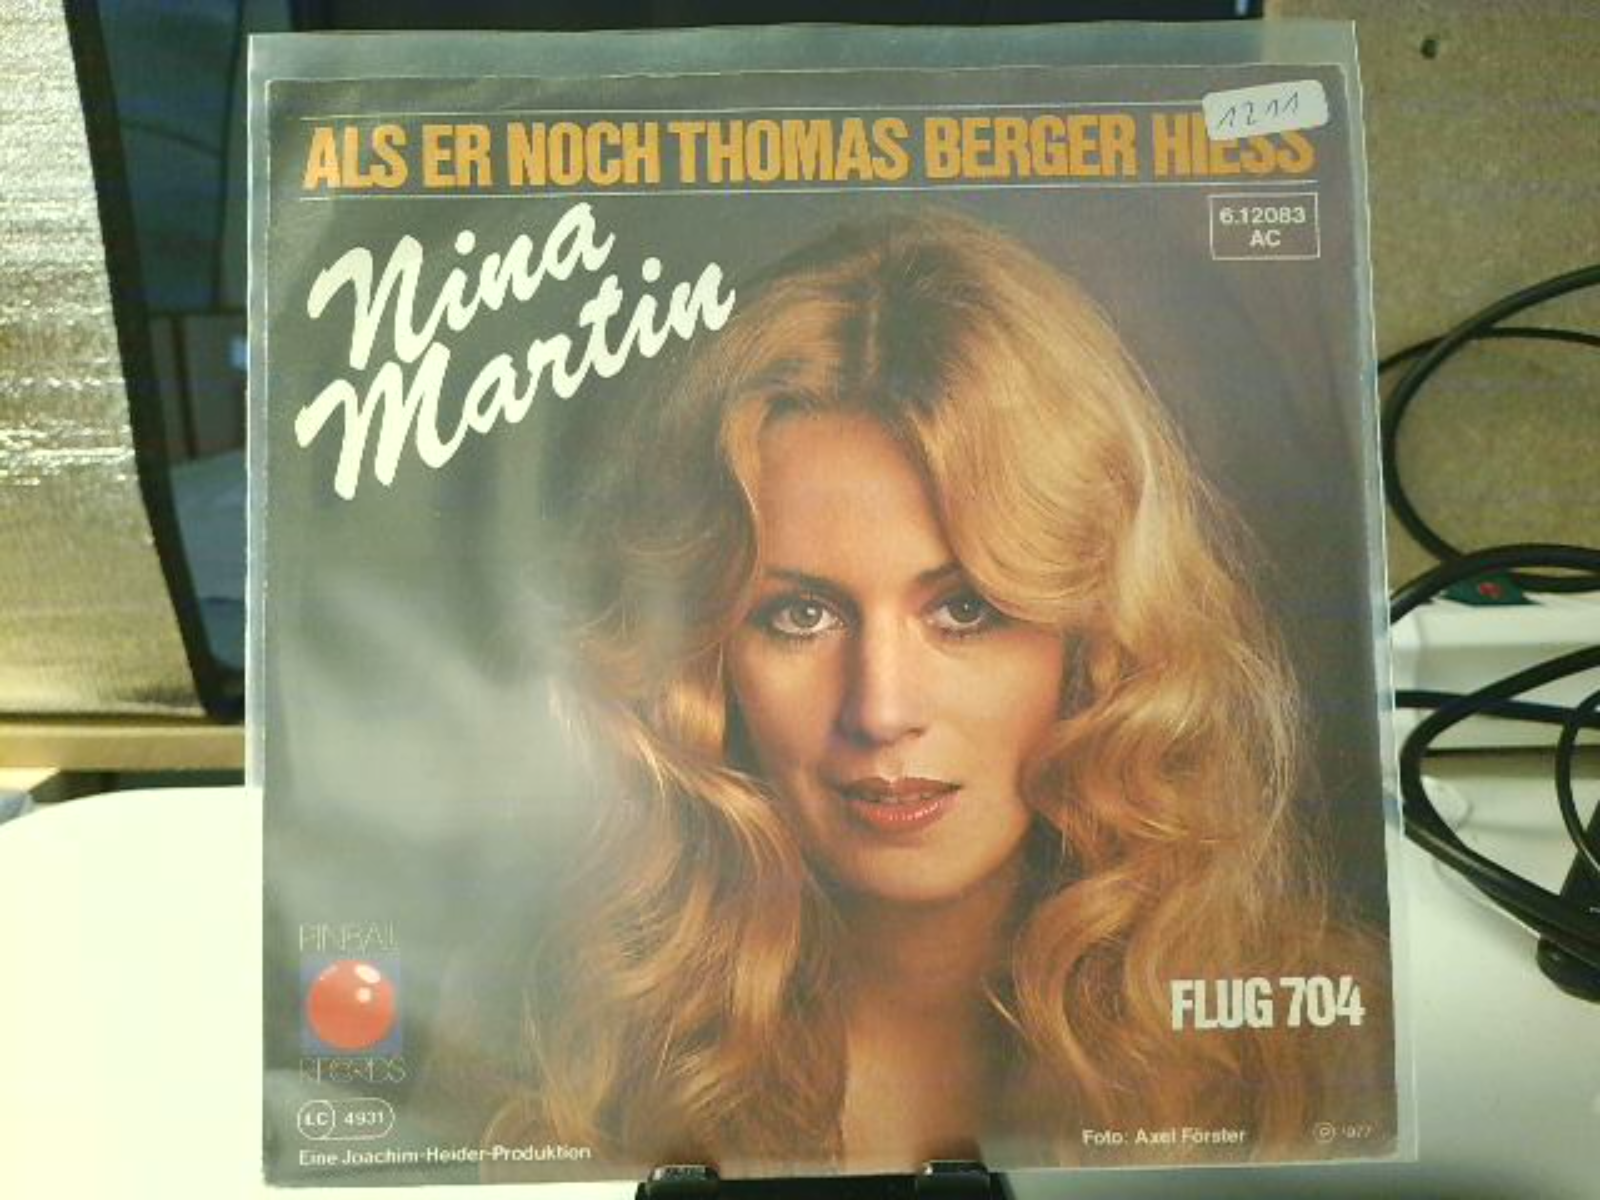 1211
ALS ER NOCH THOMAS BERGER HIESS
6.12083
AC
Nina
Martin
PINBALL
RECORDS
FLUG 704
LC 4931
Eine Joachim-Heider-Produktion
Foto: Axel Förster
℗ 1977